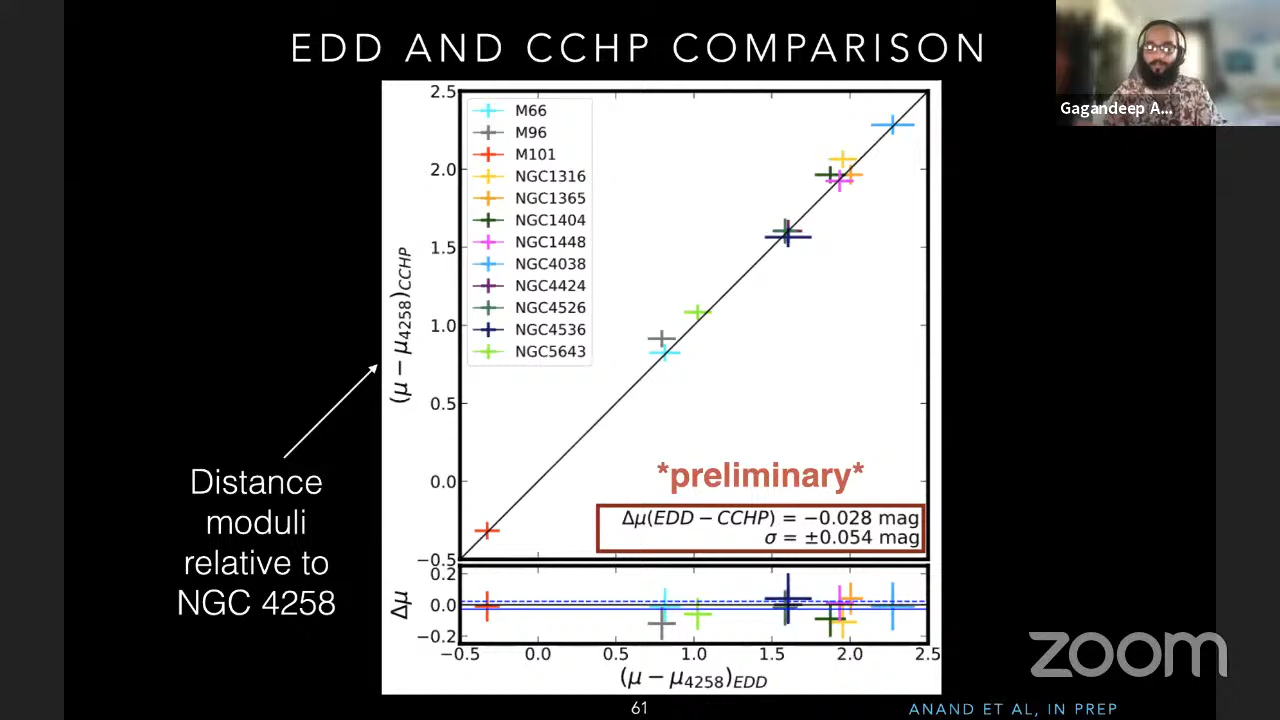 EDD AND CCHP COMPARISON
Gagandeep A...
2.5
2.0
1.5
1.0
0.5
0.0
−0.5
(μ − μ4258)CCHP
M66
M96
M101
NGC1316
NGC1365
NGC1404
NGC1448
NGC4038
NGC4424
NGC4526
NGC4536
NGC5643
Distance
moduli
relative to
NGC 4258
*preliminary*
Δμ(EDD − CCHP) = −0.028 mag
σ = ±0.054 mag
0.2
0.0
−0.2
Δμ
−0.5 0.0 0.5 1.0 1.5 2.0 2.5
(μ − μ4258)EDD
zoom
61
ANAND ET AL, IN PREP